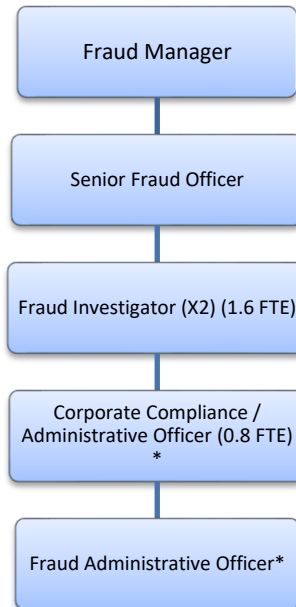 Fraud Manager
Senior Fraud Officer
Fraud Investigator (X2) (1.6 FTE)
Corporate Compliance /
Administrative Officer (0.8 FTE)
*
Fraud Administrative Officer*